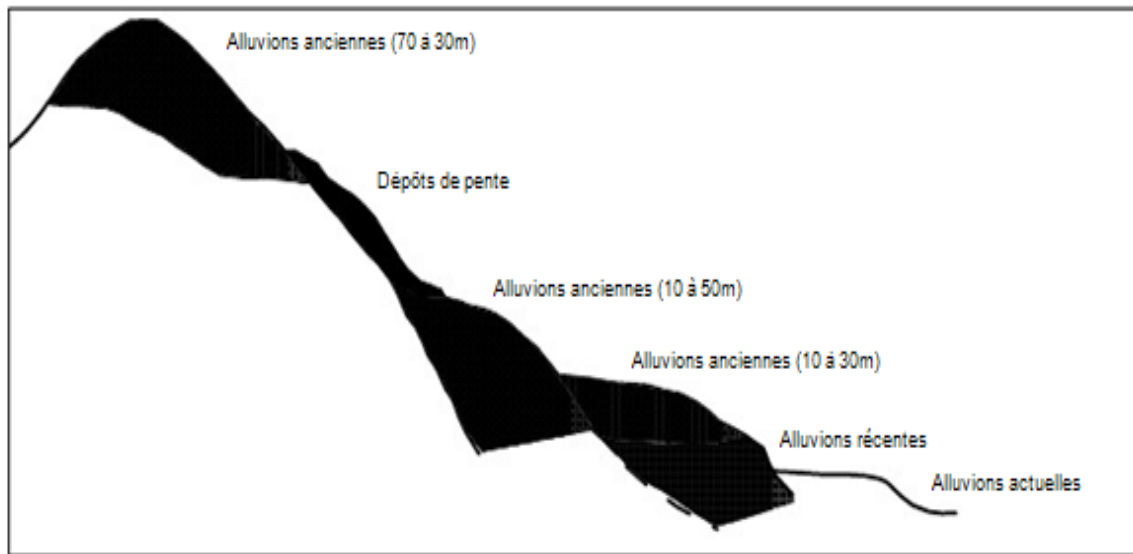 Alluvions anciennes (70 á 30m)
Dépôts de pente
Alluvions anciennes (10 à 50m)
Alluvions anciennes (10 á 30m)
Alluvions récentes
Alluvions actuelles